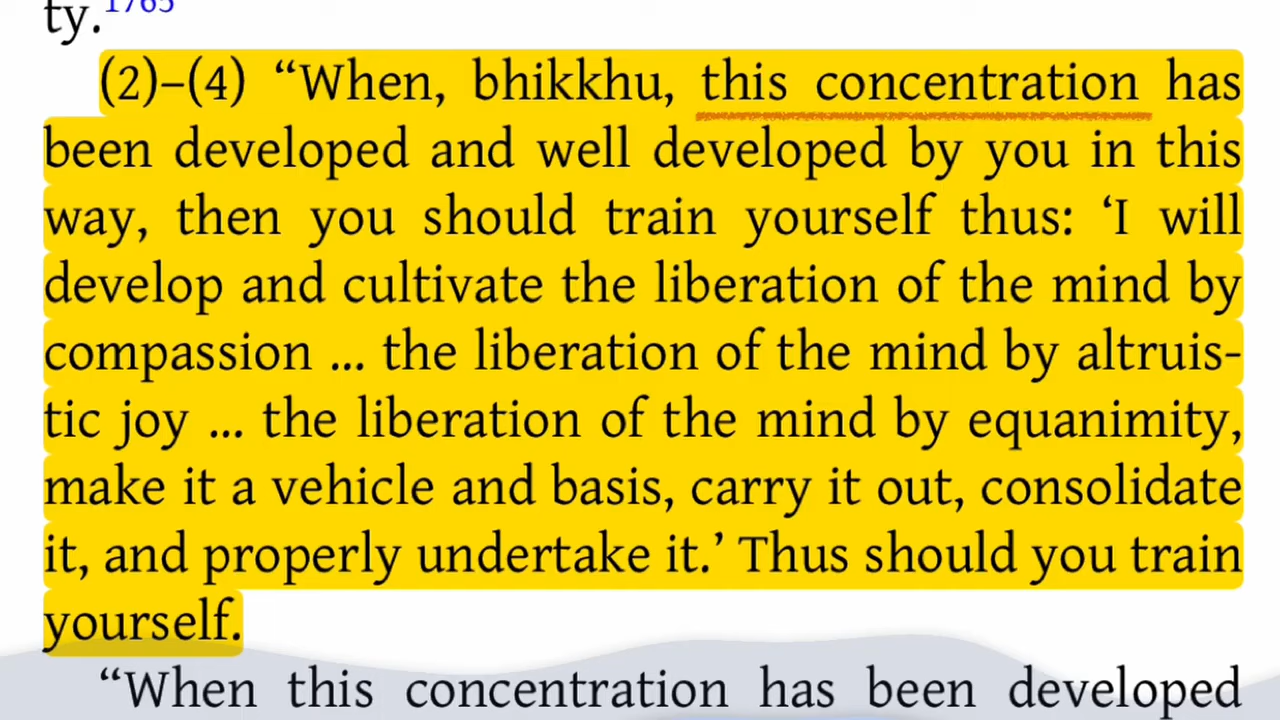 ty.1765
(2)–(4) “When, bhikkhu, this concentration has
been developed and well developed by you in this
way, then you should train yourself thus: ‘I will
develop and cultivate the liberation of the mind by
compassion ... the liberation of the mind by altruis-
tic joy ... the liberation of the mind by equanimity,
make it a vehicle and basis, carry it out, consolidate
it, and properly undertake it.’ Thus should you train
yourself.
“When this concentration has been developed